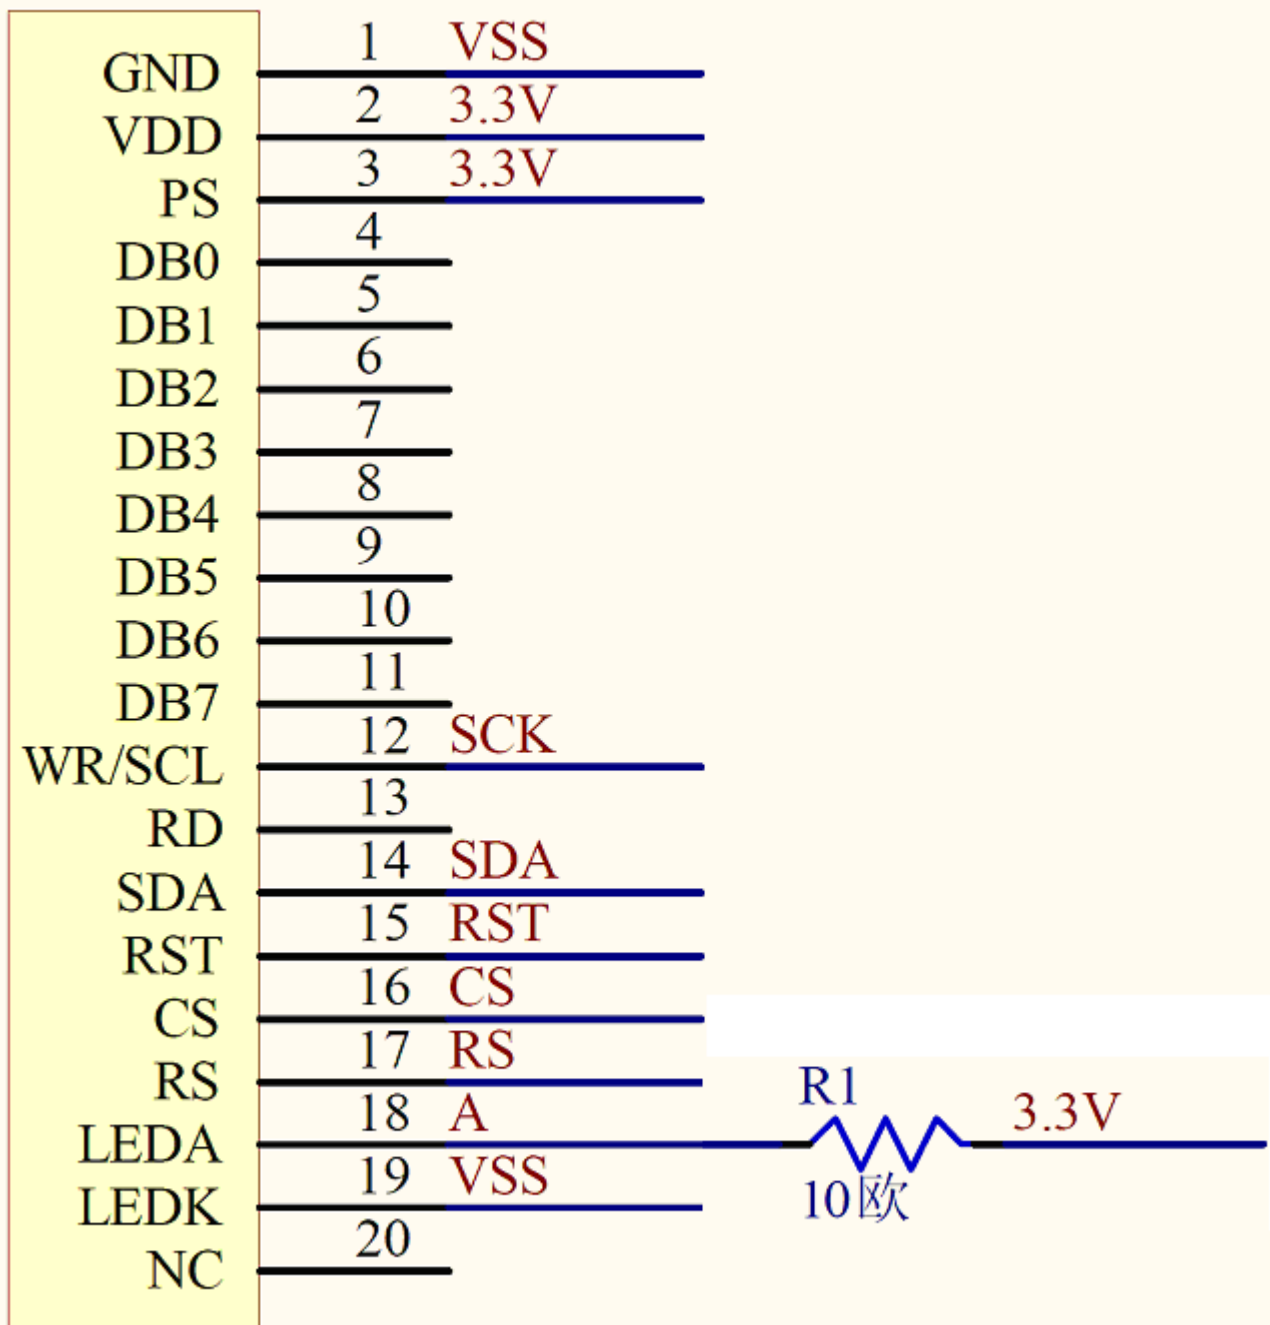 GND 1 VSS
VDD 2 3.3V
PS 3 3.3V
DB0 4
DB1 5
DB2 6
DB3 7
DB4 8
DB5 9
DB6 10
DB7 11
WR/SCL 12 SCK
RD 13
SDA 14 SDA
RST 15 RST
CS 16 CS
RS 17 RS
LEDA 18 A R1 3.3V
LEDK 19 VSS 10欧
NC 20